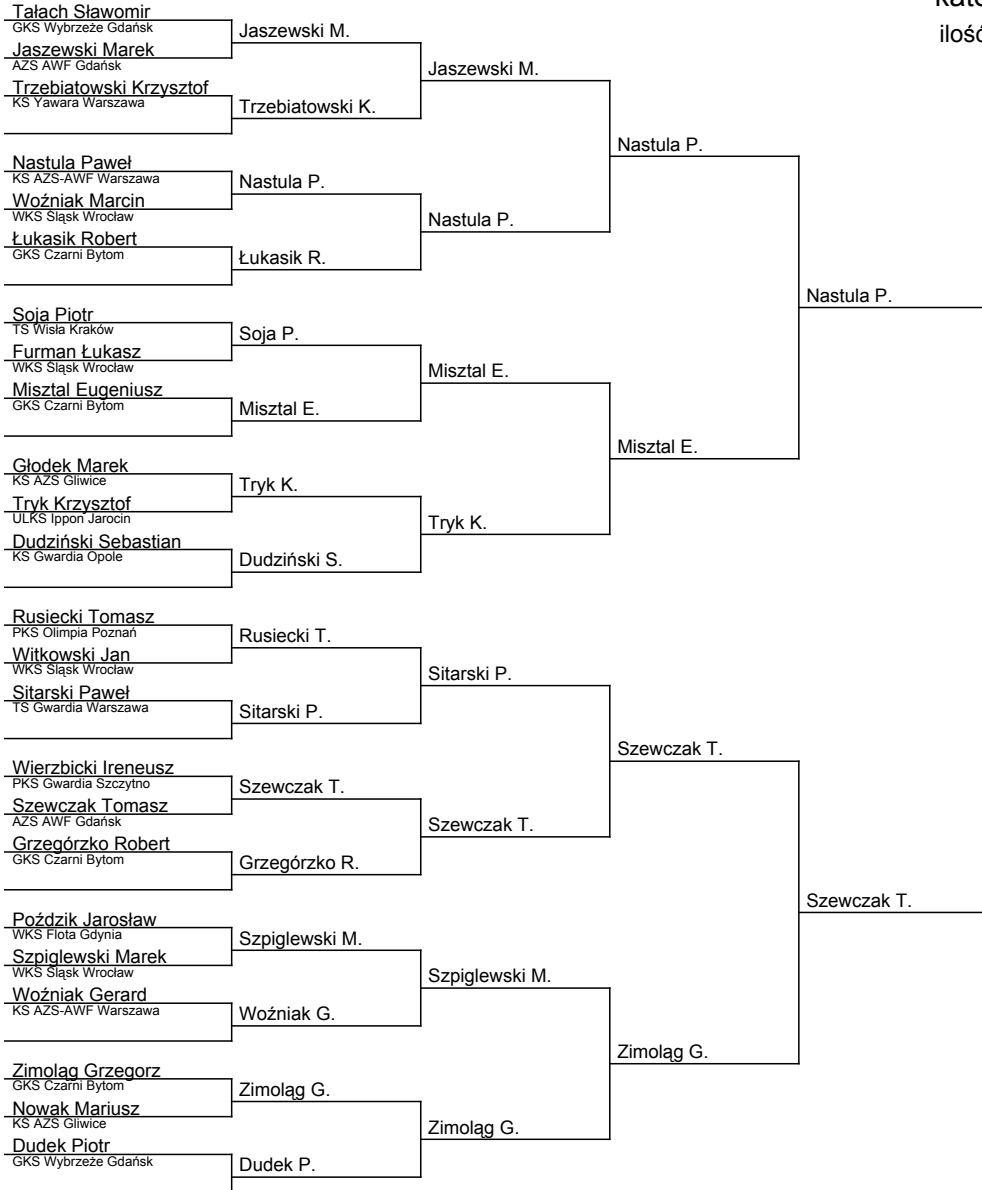 Tałach Sławomir
GKS Wybrzeże Gdańsk
Jaszewski Marek
AZS AWF Gdańsk
Trzebiatowski Krzysztof
KS Yawara Warszawa
Nastula Paweł
KS AZS-AWF Warszawa
Woźniak Marcin
WKS Śląsk Wrocław
Łukasik Robert
GKS Czarni Bytom
Soja Piotr
TS Wisła Kraków
Furman Łukasz
WKS Śląsk Wrocław
Misztal Eugeniusz
GKS Czarni Bytom
Głodek Marek
KS AZS Gliwice
Tryk Krzysztof
ULKS Ippon Jarocin
Dudziński Sebastian
KS Gwardia Opole
Rusiecki Tomasz
PKS Olimpia Poznań
Witkowski Jan
WKS Śląsk Wrocław
Sitarski Paweł
TS Gwardia Warszawa
Wierzbicki Ireneusz
PKS Gwardia Szczytno
Szewczak Tomasz
AZS AWF Gdańsk
Grzegórzko Robert
GKS Czarni Bytom
Poździk Jarosław
WKS Flota Gdynia
Szpiglewski Marek
WKS Śląsk Wrocław
Woźniak Gerard
KS AZS-AWF Warszawa
Zimoląg Grzegorz
GKS Czarni Bytom
Nowak Mariusz
KS AZS Gliwice
Dudek Piotr
GKS Wybrzeże Gdańsk
Jaszewski M.
Trzebiatowski K.
Nastula P.
Łukasik R.
Soja P.
Misztal E.
Tryk K.
Dudziński S.
Rusiecki T.
Sitarski P.
Szewczak T.
Grzegórzko R.
Szpiglewski M.
Woźniak G.
Zimoląg G.
Dudek P.
Jaszewski M.
Nastula P.
Misztal E.
Tryk K.
Sitarski P.
Szewczak T.
Szpiglewski M.
Zimoląg G.
Nastula P.
Misztal E.
Szewczak T.
Zimoląg G.
Nastula P.
Szewczak T.
ilość